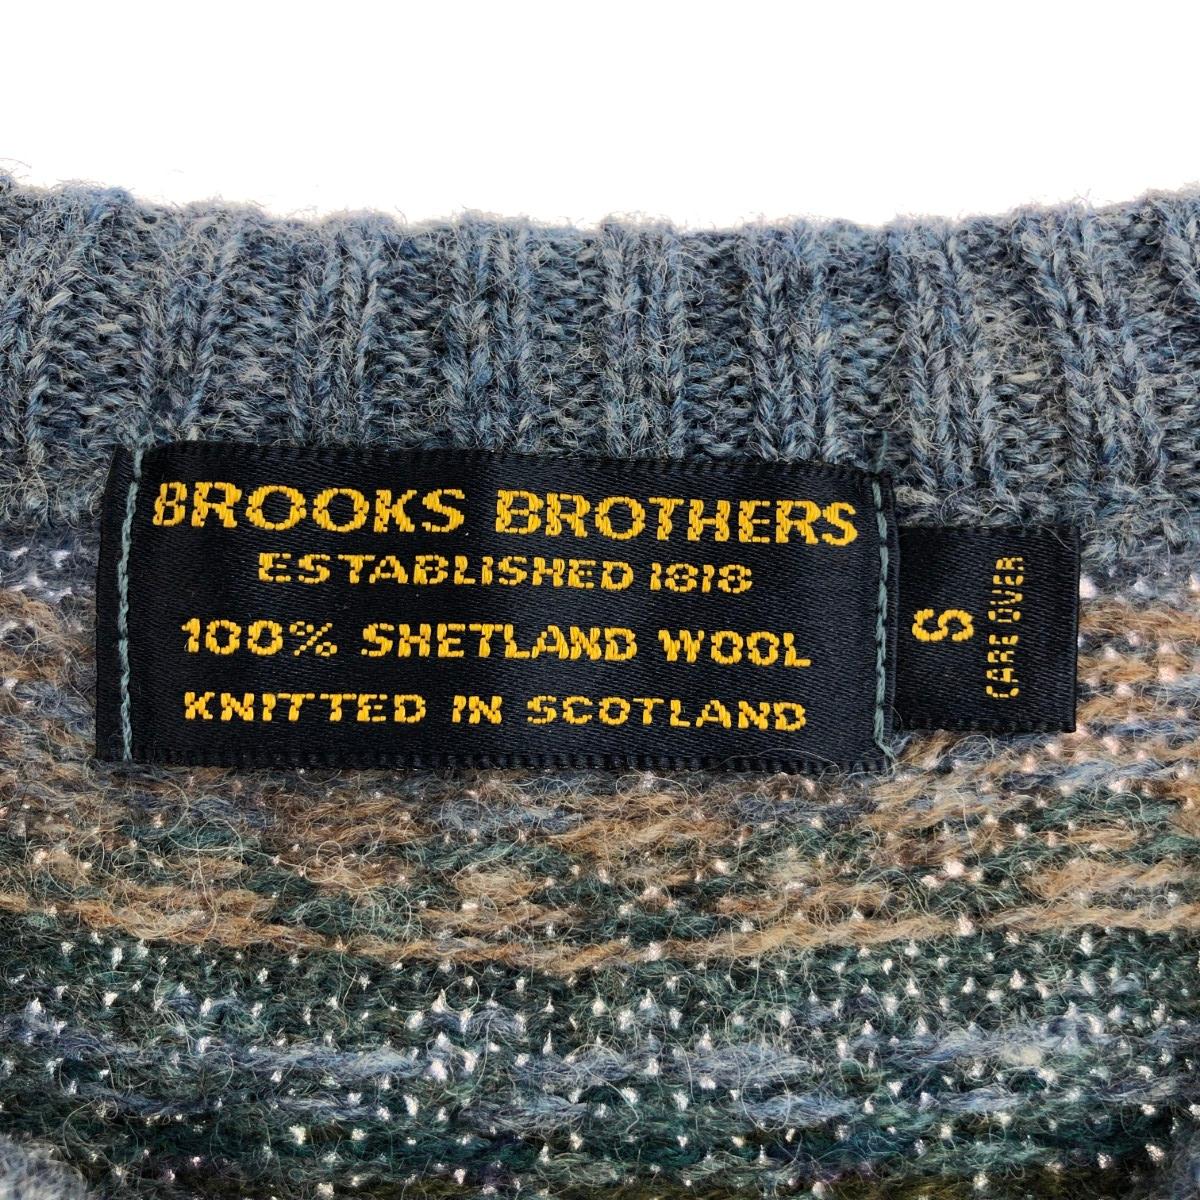 BROOKS BROTHERS
ESTABLISHED 1818
100% SHETLAND WOOL
KNITTED IN SCOTLAND
S
CARE OVER